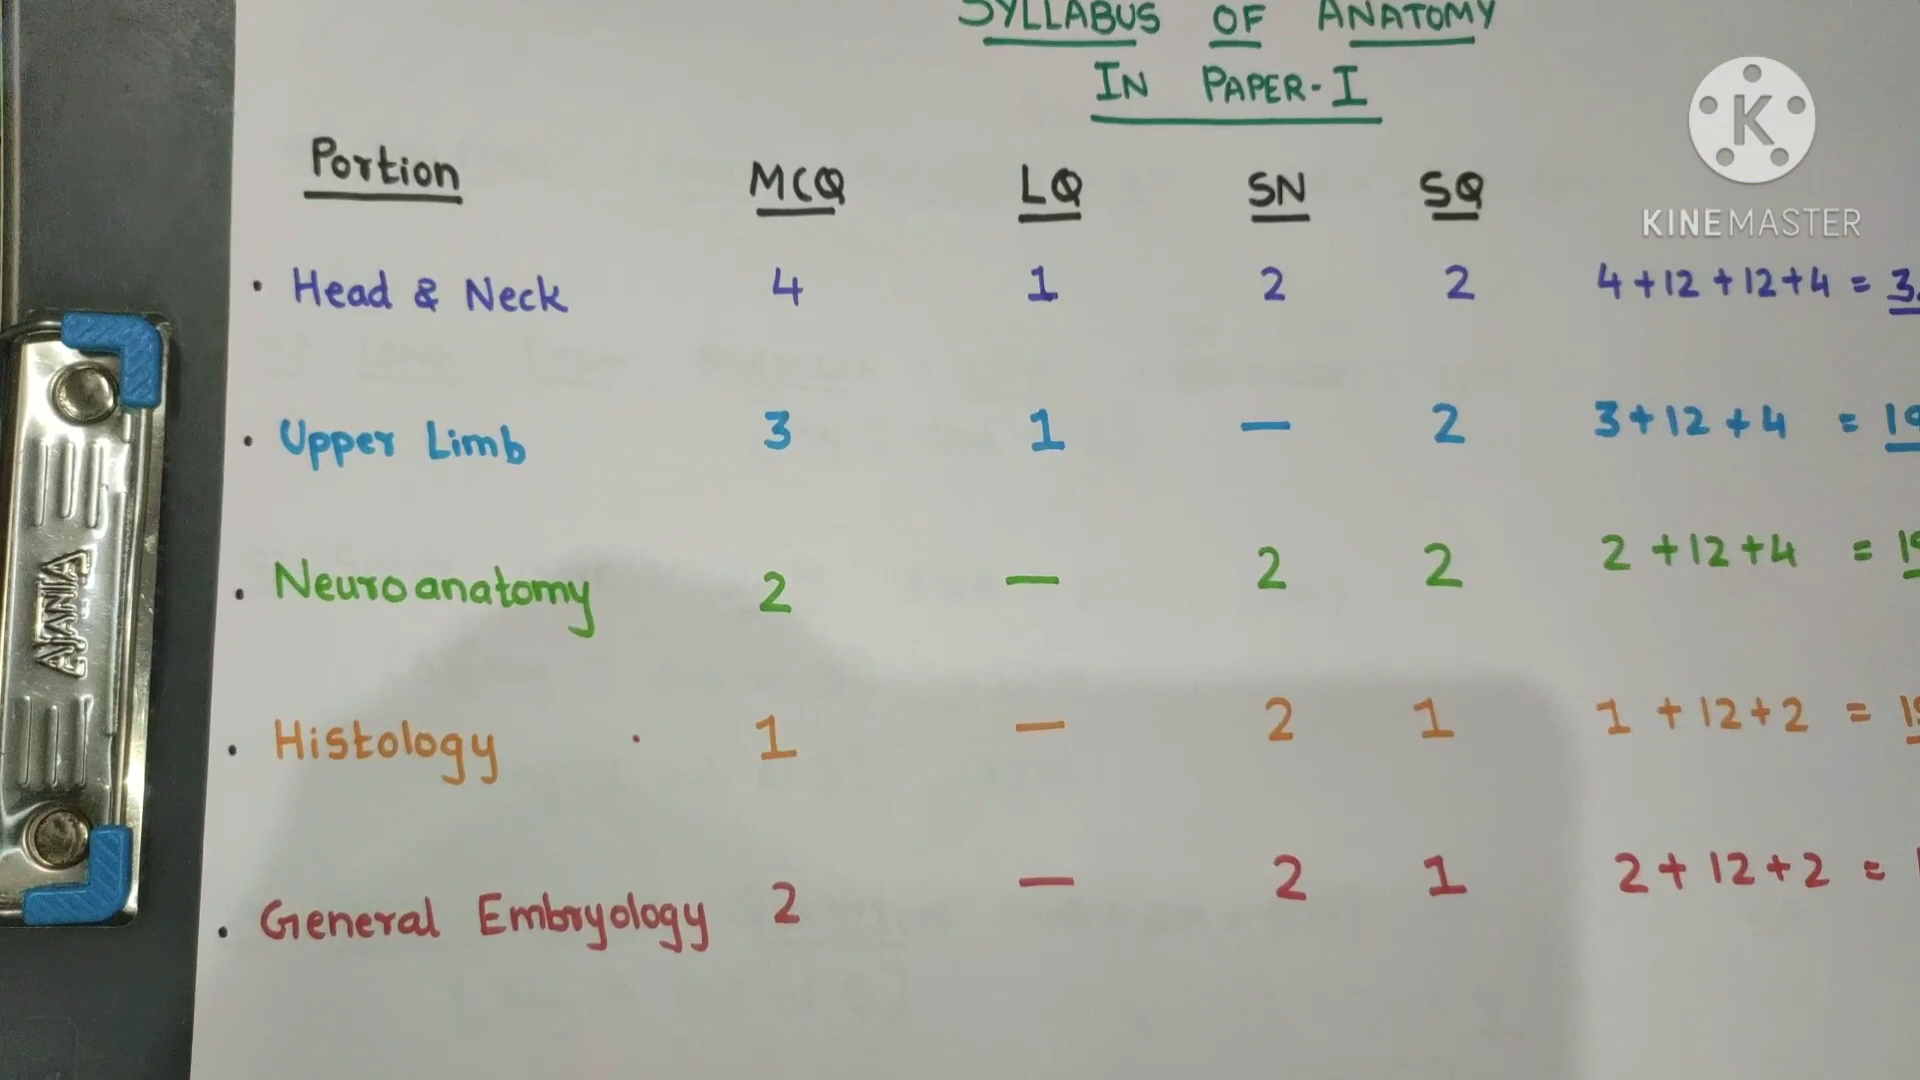 SYLLABUS OF ANATOMY
IN PAPER-I
KINEMASTER
Portion MCQ LQ SN SQ
• Head & Neck 4 1 2 2 4+12+12+4 =
• Upper Limb 3 1 — 2 3+12+4 = 19
• Neuroanatomy 2 — 2 2 2+12+4 =
• Histology 1 — 2 1 1+12+2 =
• General Embryology 2 — 2 1 2+12+2 =
AJANTA